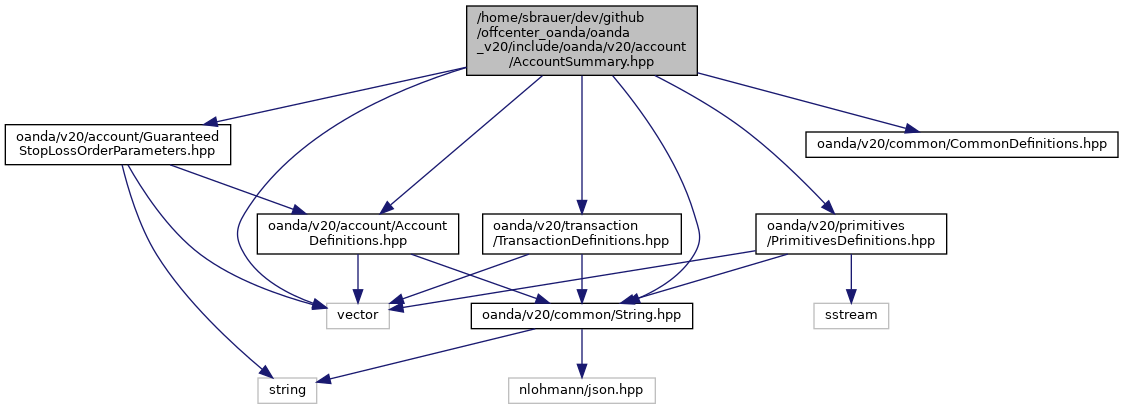 /home/sbrauer/dev/github
/offcenter_oanda/oanda
_v20/include/oanda/v20/account
/AccountSummary.hpp
oanda/v20/account/Guaranteed
StopLossOrderParameters.hpp
oanda/v20/common/CommonDefinitions.hpp
oanda/v20/account/Account
Definitions.hpp
oanda/v20/transaction
/TransactionDefinitions.hpp
oanda/v20/primitives
/PrimitivesDefinitions.hpp
vector
oanda/v20/common/String.hpp
sstream
string
nlohmann/json.hpp